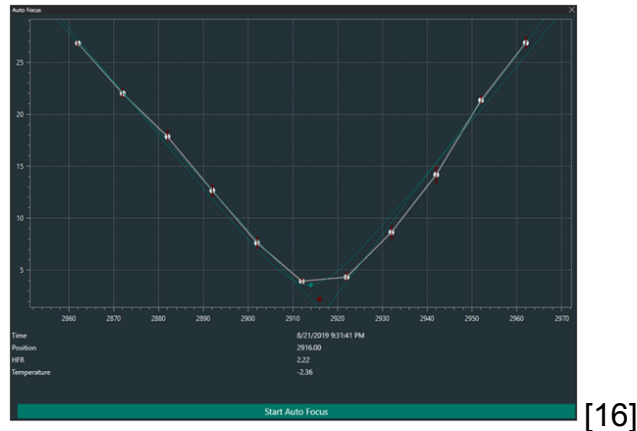 Auto Focus
25
20
15
10
5
2860 2870 2880 2890 2900 2910 2920 2930 2940 2950 2960 2970
Time 8/21/2019 9:31:41 PM
Position 2916.00
HFR 2.22
Temperature -2.36
Start Auto Focus
[16]